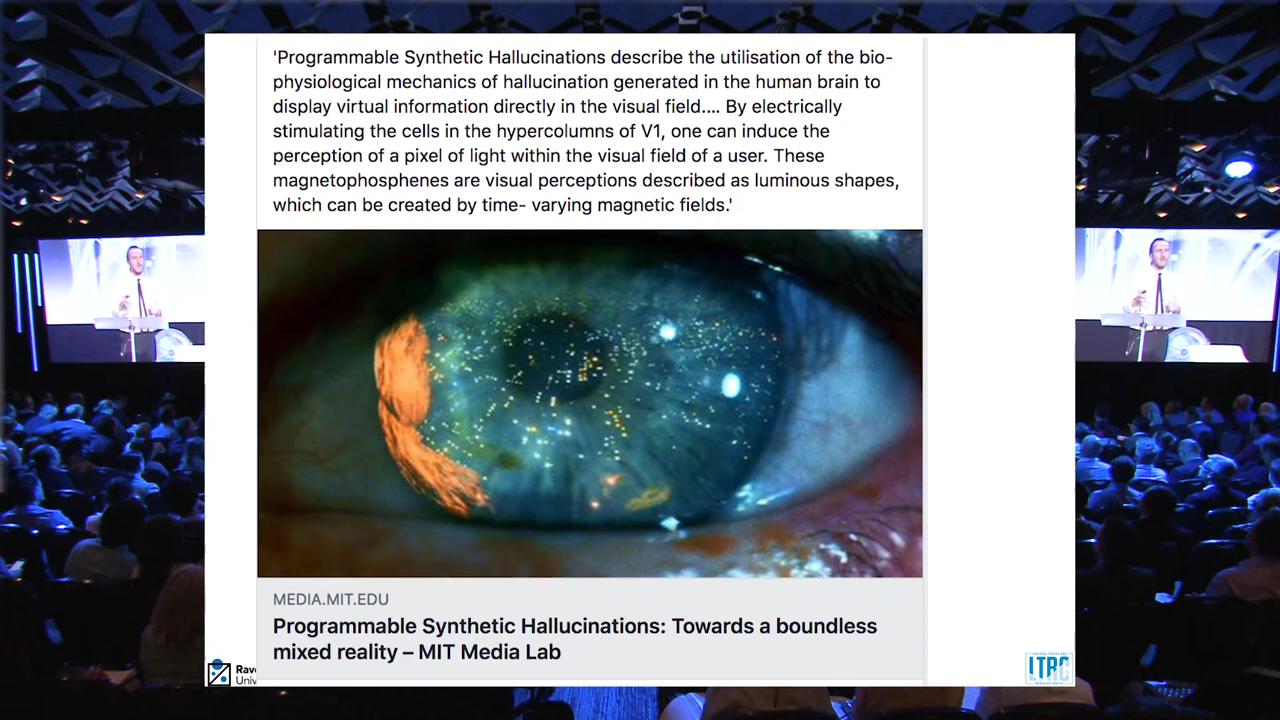 'Programmable Synthetic Hallucinations describe the utilisation of the bio-
physiological mechanics of hallucination generated in the human brain to
display virtual information directly in the visual field.... By electrically
stimulating the cells in the hypercolumns of V1, one can induce the
perception of a pixel of light within the visual field of a user. These
magnetophosphenes are visual perceptions described as luminous shapes,
which can be created by time- varying magnetic fields.'
MEDIA.MIT.EDU
Programmable Synthetic Hallucinations: Towards a boundless
mixed reality – MIT Media Lab
Rave
Univ
LTRC